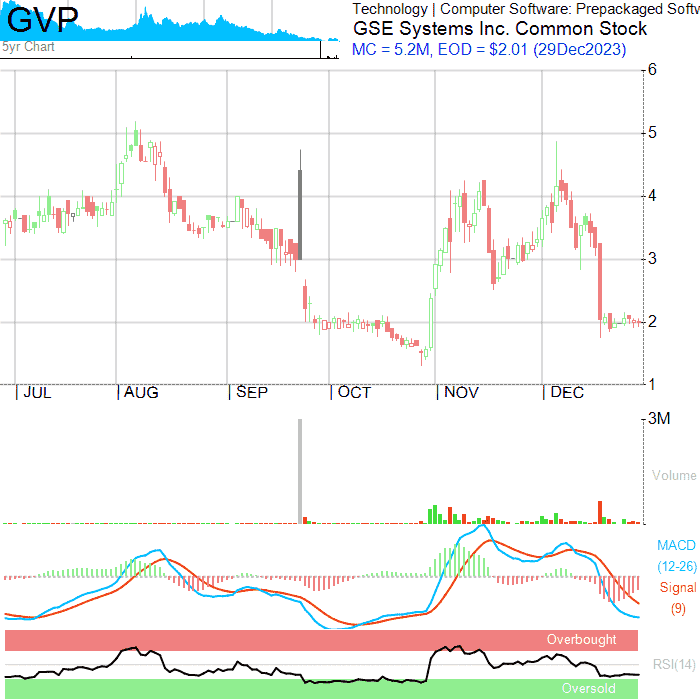 GVP
5yr Chart
Technology | Computer Software: Prepackaged Softw
GSE Systems Inc. Common Stock
MC = 5.2M, EOD = $2.01 (29Dec2023)
6
5
4
3
2
1
JUL AUG SEP OCT NOV DEC
3M
Volume
MACD
(12-26)
Signal
(9)
Overbought
RSI(14)
Oversold